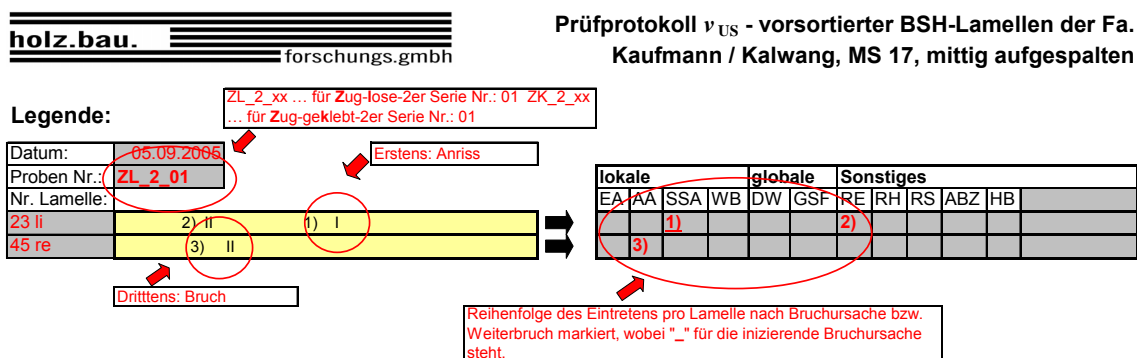 holz.bau.
forschungs.gmbh
Prüfprotokoll v US - vorsortierter BSH-Lamellen der Fa.
Kaufmann / Kalwang, MS 17, mittig aufgespalten
Legende:
ZL_2_xx … für Zug-lose-2er Serie Nr.: 01 ZK_2_xx
… für Zug-geklebt-2er Serie Nr.: 01
Datum: 05.09.2005
Erstens: Anriss
Proben Nr.: ZL_2_01
lokale globale Sonstiges
Nr. Lamelle:
EA AA SSA WB DW GSF RE RH RS ABZ HB
23 li 2) II 1) I 1) 2)
45 re 3) II 3)
Dritttens: Bruch
Reihenfolge des Eintretens pro Lamelle nach Bruchursache bzw.
Weiterbruch markiert, wobei "_" für die inizierende Bruchursache
steht.